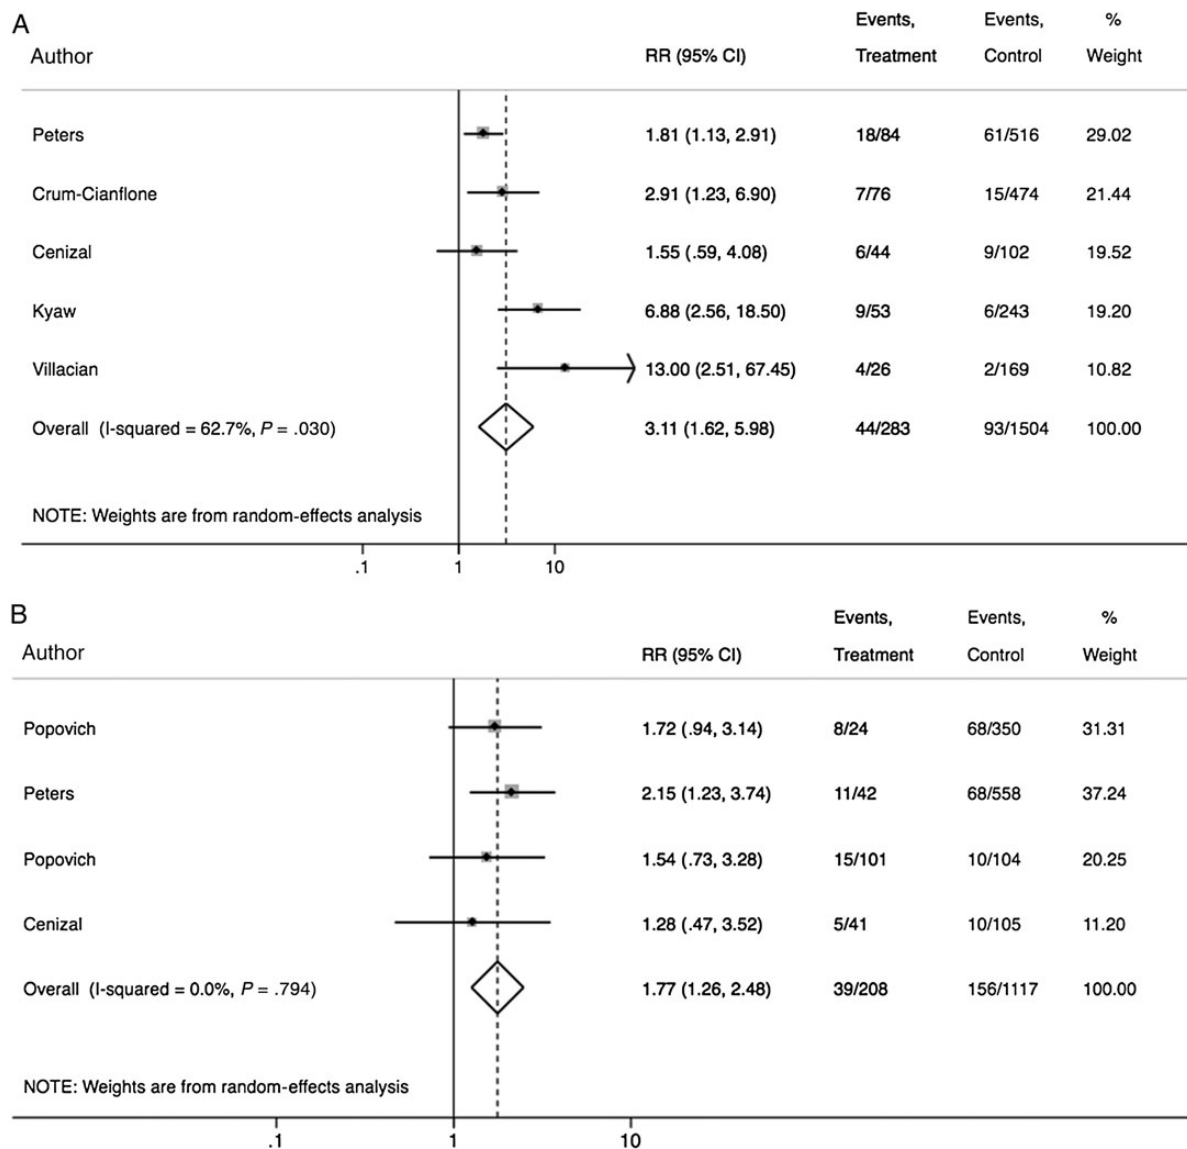 A
Author RR (95% CI) Events, Treatment Events, Control % Weight
Peters 1.81 (1.13, 2.91) 18/84 61/516 29.02
Crum-Cianflone 2.91 (1.23, 6.90) 7/76 15/474 21.44
Cenizal 1.55 (.59, 4.08) 6/44 9/102 19.52
Kyaw 6.88 (2.56, 18.50) 9/53 6/243 19.20
Villacian 13.00 (2.51, 67.45) 4/26 2/169 10.82
Overall (I-squared = 62.7%, P = .030) 3.11 (1.62, 5.98) 44/283 93/1504 100.00
NOTE: Weights are from random-effects analysis
.1 1 10
B
Author RR (95% CI) Events, Treatment Events, Control % Weight
Popovich 1.72 (.94, 3.14) 8/24 68/350 31.31
Peters 2.15 (1.23, 3.74) 11/42 68/558 37.24
Popovich 1.54 (.73, 3.28) 15/101 10/104 20.25
Cenizal 1.28 (.47, 3.52) 5/41 10/105 11.20
Overall (I-squared = 0.0%, P = .794) 1.77 (1.26, 2.48) 39/208 156/1117 100.00
NOTE: Weights are from random-effects analysis
.1 1 10